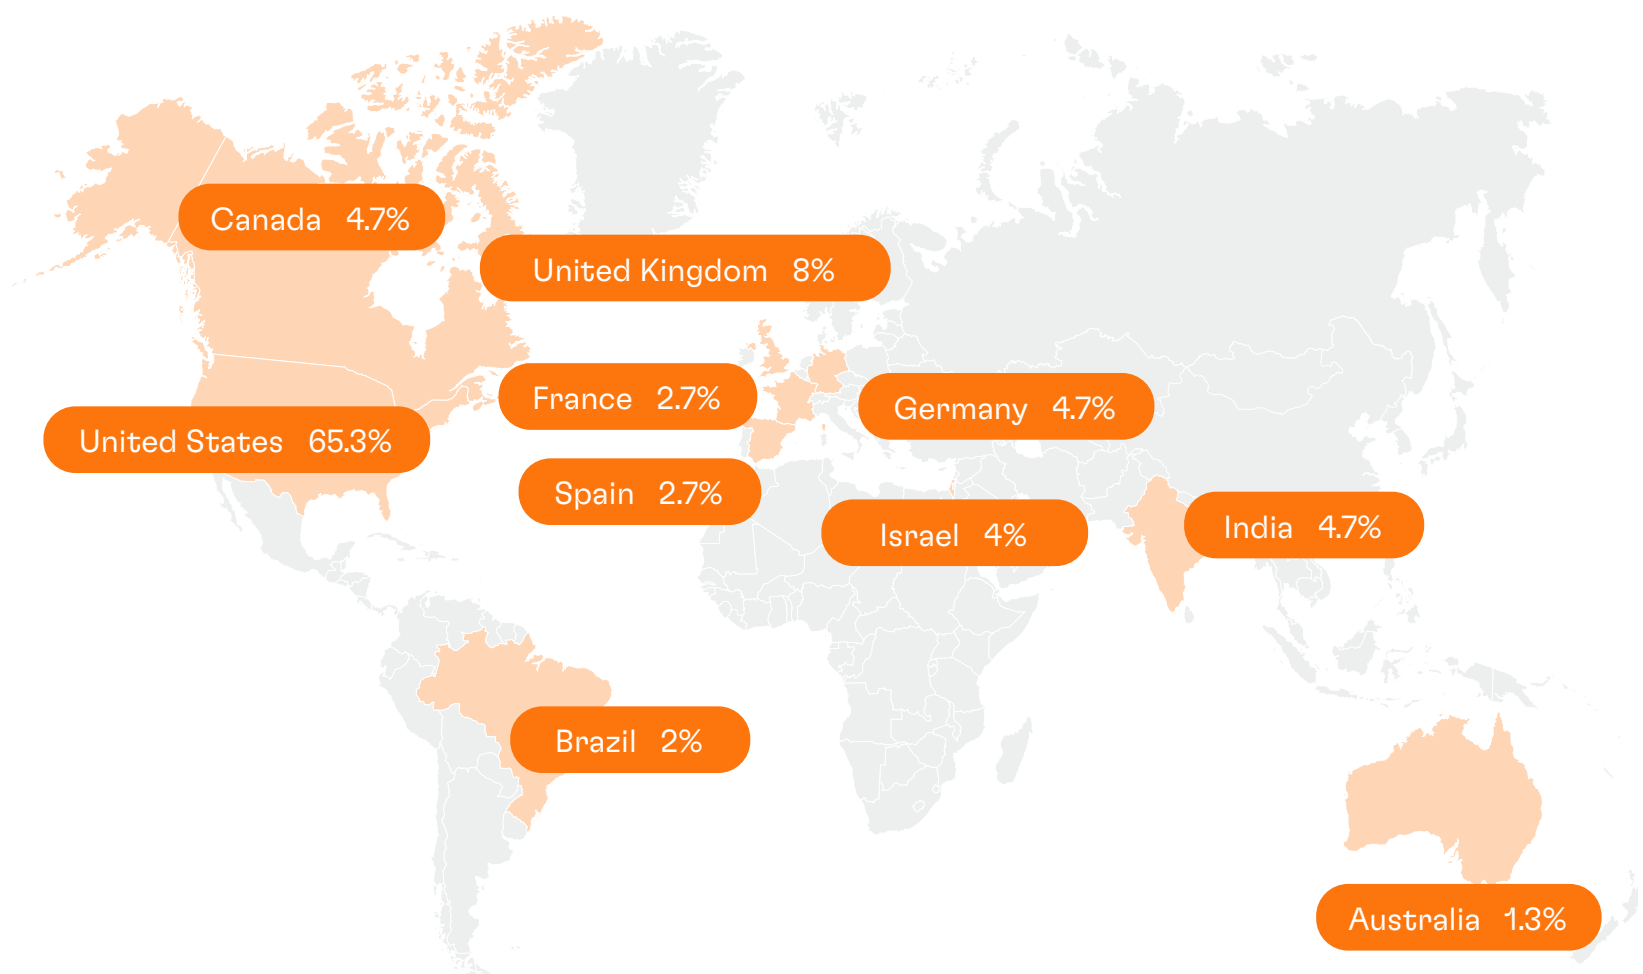 Canada 4.7%
United Kingdom 8%
France 2.7%
Germany 4.7%
United States 65.3%
Spain 2.7%
Israel 4%
India 4.7%
Brazil 2%
Australia 1.3%